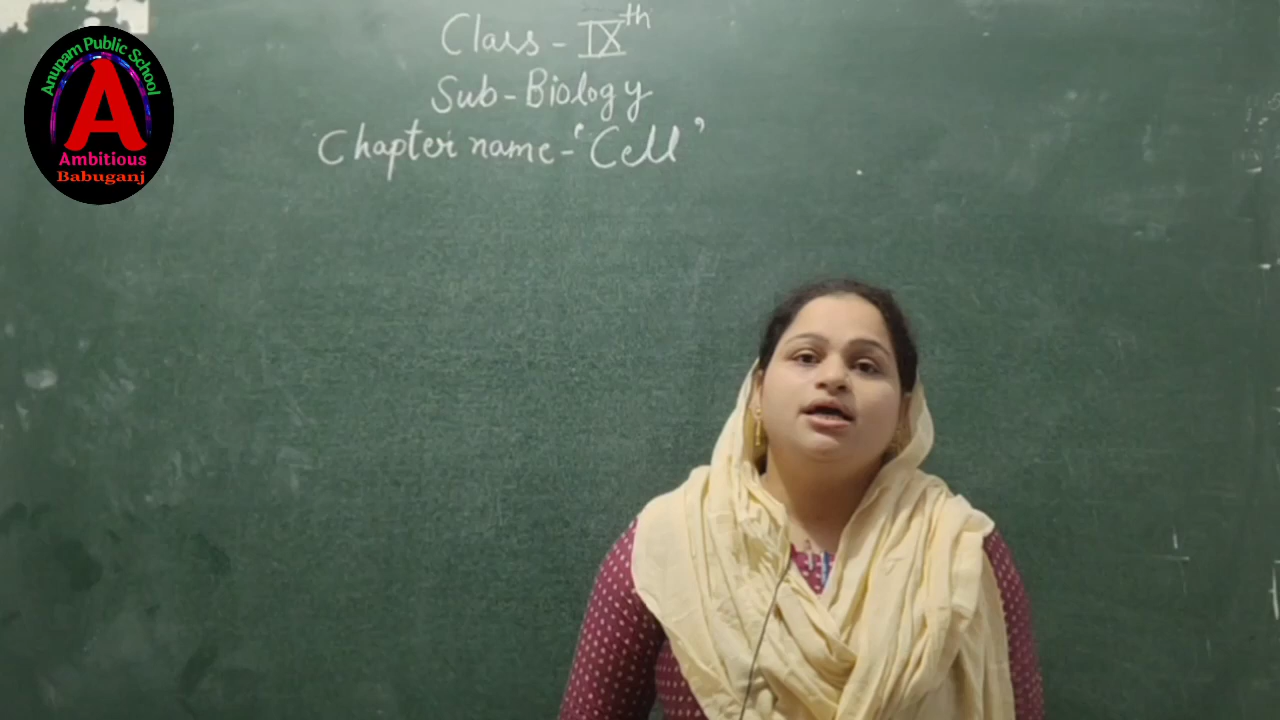 Anupam Public School
A
Ambitious
Babuganj
Class - IXth
Sub - Biology
Chapter name - 'Cell'